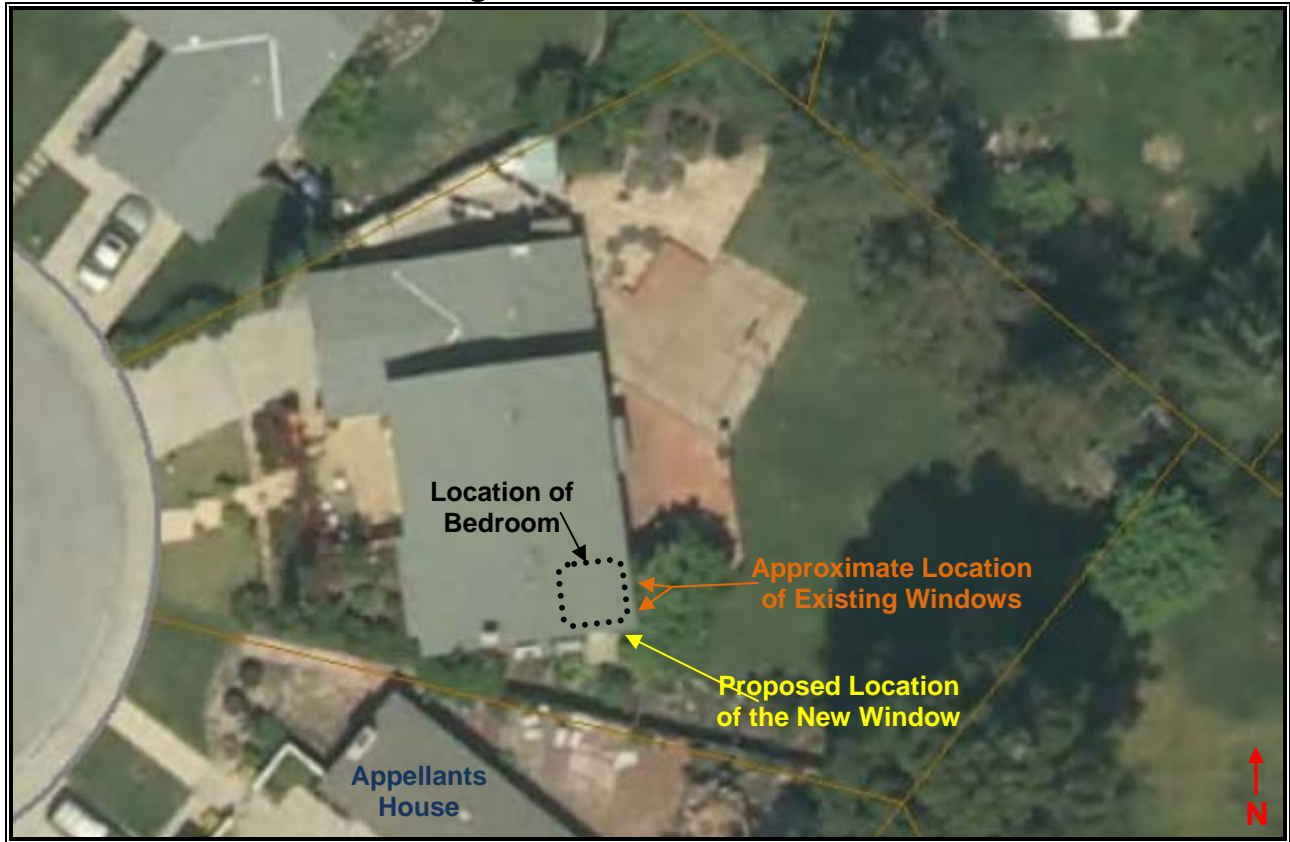 Location of
Bedroom
Approximate Location
of Existing Windows
Proposed Location
of the New Window
Appellants
House
N